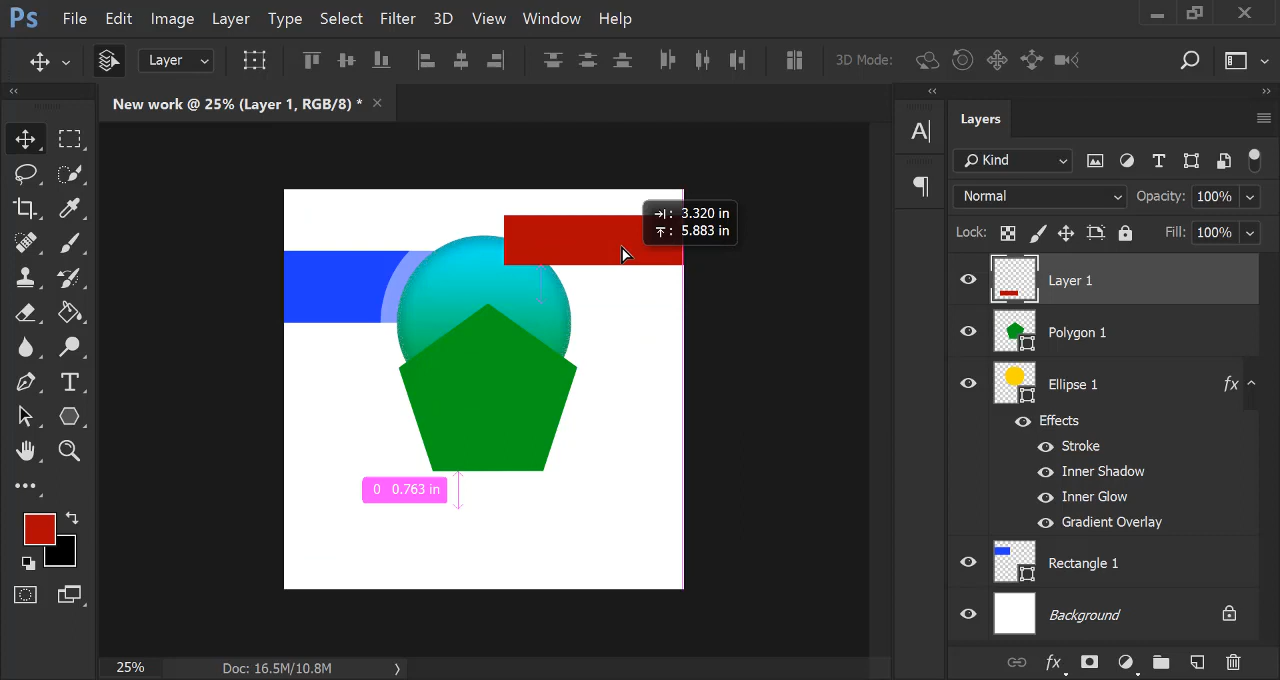 Ps File Edit Image Layer Type Select Filter 3D View Window Help
Layer 3D Mode:
New work @ 25% (Layer 1, RGB/8) * ×
Layers
Kind
Normal Opacity: 100%
Lock: Fill: 100%
3.320 in
5.883 in
Layer 1
Polygon 1
Ellipse 1 fx
Effects
Stroke
Inner Shadow
Inner Glow
Gradient Overlay
0 0.763 in
Rectangle 1
Background
25% Doc: 16.5M/10.8M
fx